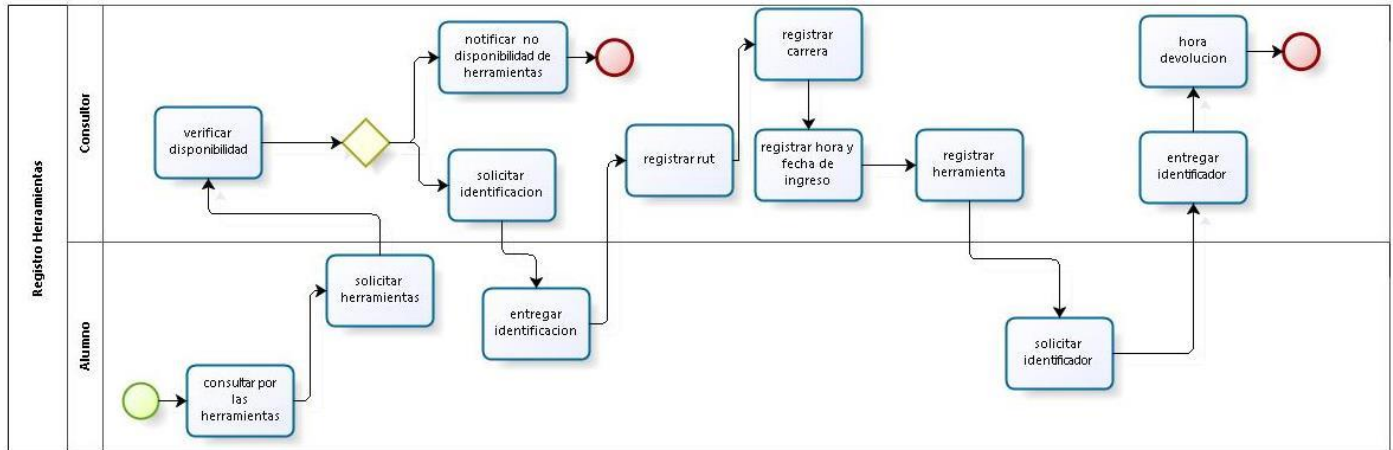 Registro Herramientas
Consultor
Alumno
consultar por
las
herramientas
solicitar
herramientas
verificar
disponibilidad
notificar no
disponibilidad de
herramientas
solicitar
identificacion
entregar
identificacion
registrar rut
registrar
carrera
registrar hora y
fecha de
ingreso
registrar
herramienta
solicitar
identificador
entregar
identificador
hora
devolucion